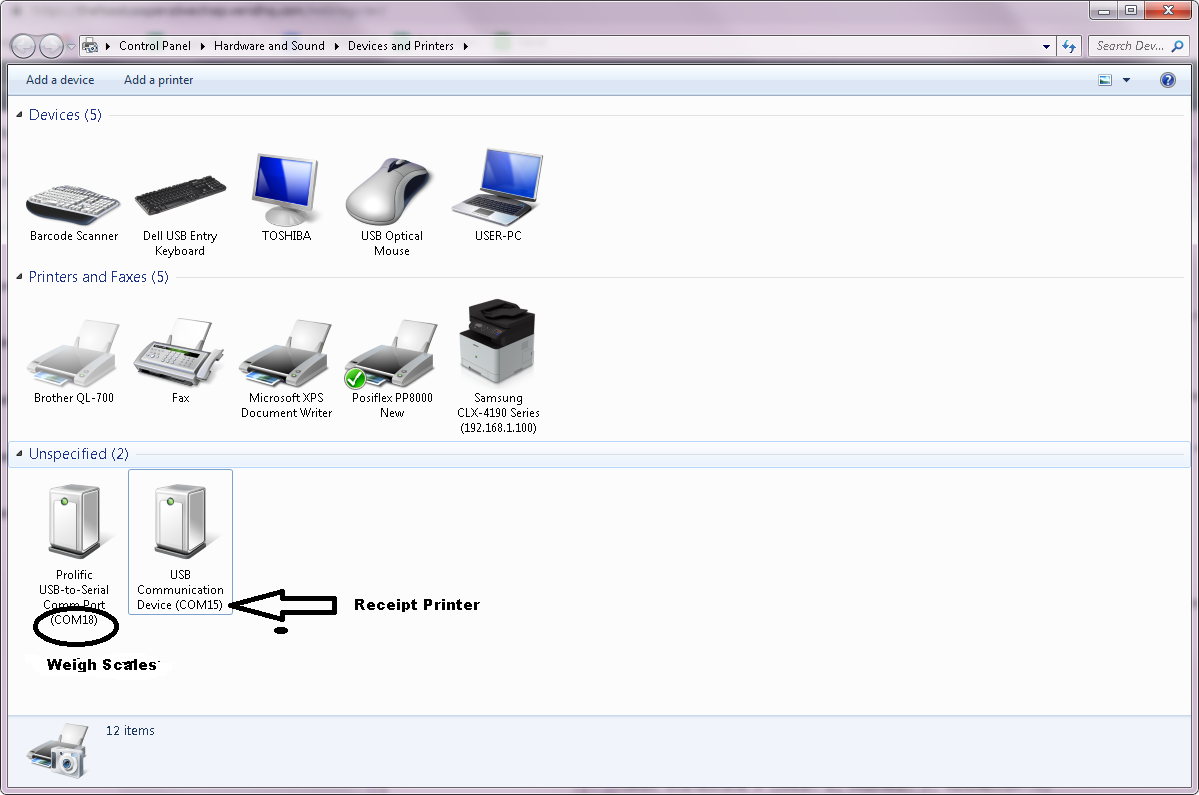 Control Panel ▸ Hardware and Sound ▸ Devices and Printers ▸
Search Dev...
Add a device
Add a printer
Devices (5)
Barcode Scanner
Dell USB Entry
Keyboard
TOSHIBA
USB Optical
Mouse
USER-PC
Printers and Faxes (5)
Brother QL-700
Fax
Microsoft XPS
Document Writer
Posiflex PP8000
New
Samsung
CLX-4190 Series
(192.168.1.100)
Unspecified (2)
Prolific
USB-to-Serial
Comm Port
(COM18)
USB
Communication
Device (COM15)
Receipt Printer
Weigh Scales
12 items